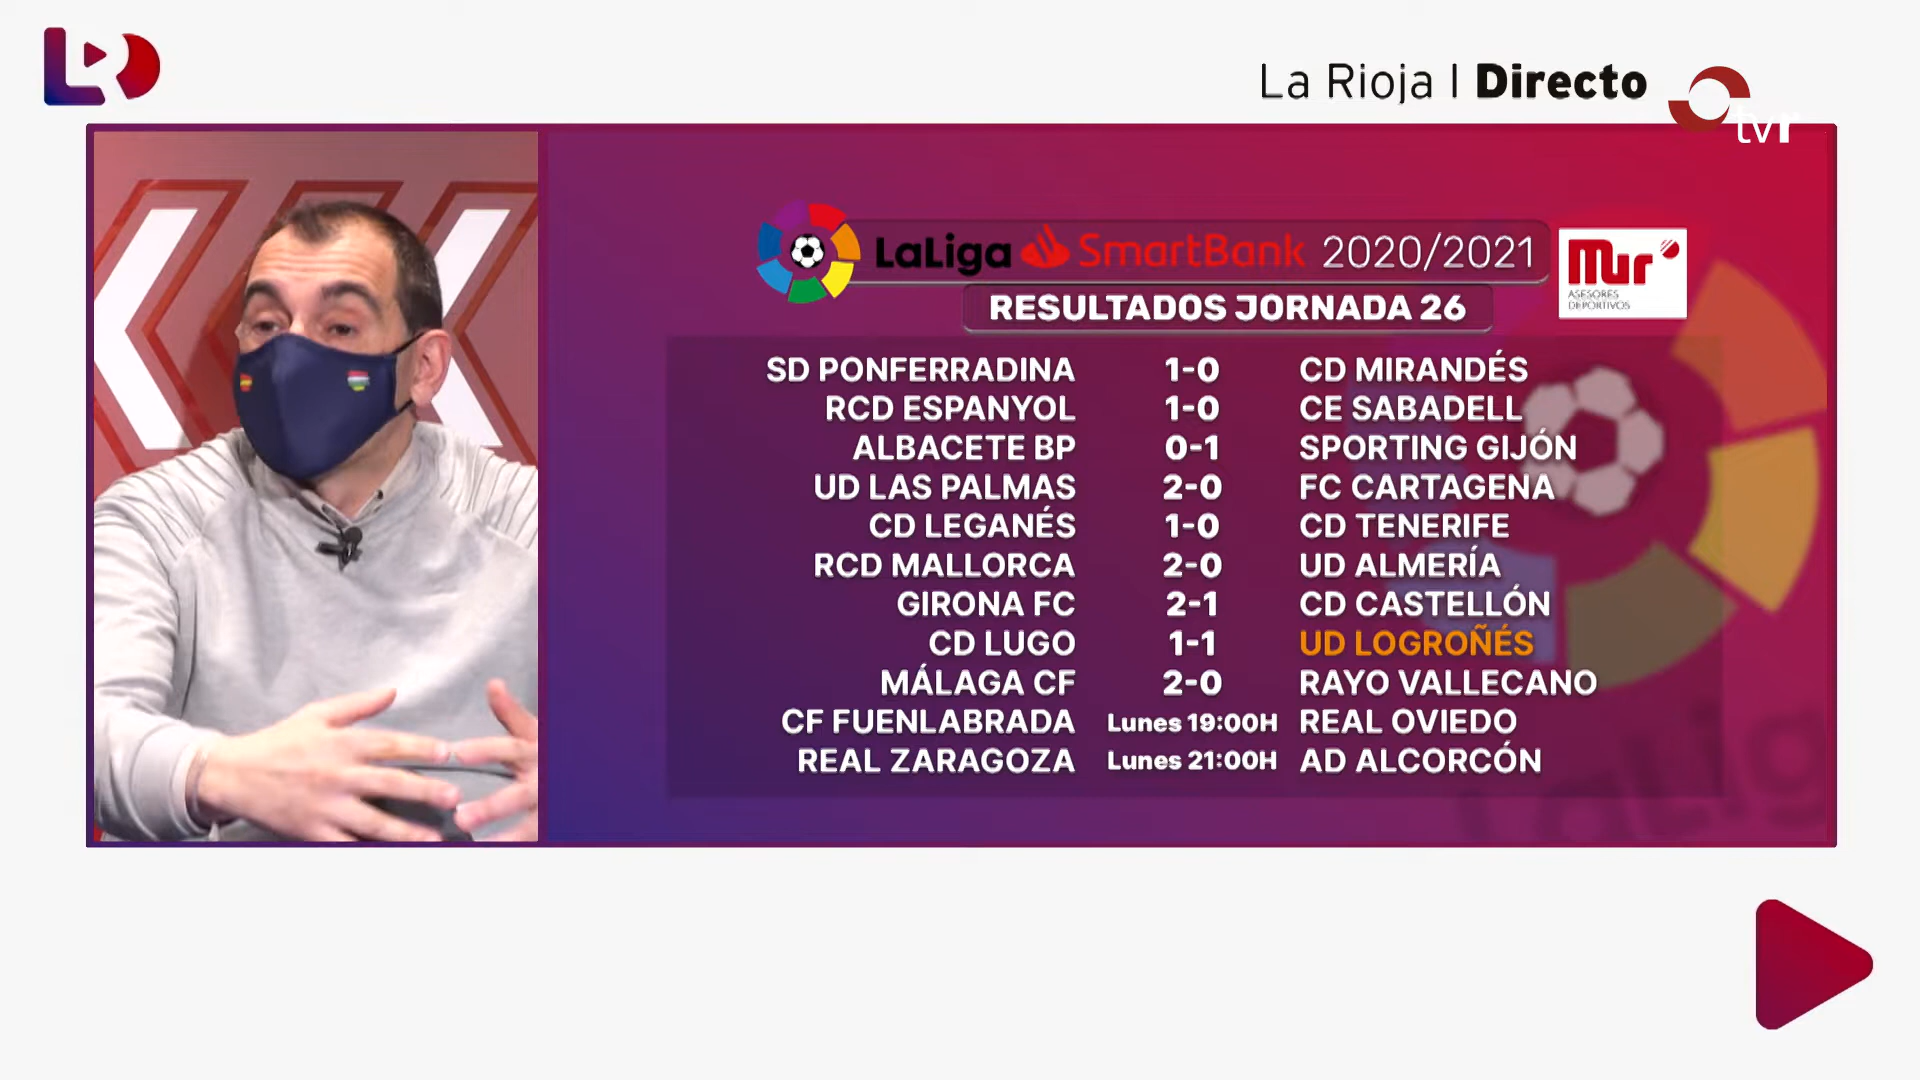 La Rioja | Directo
tvr
LaLiga SmartBank 2020/2021
Mur
ASESORES
DEPORTIVOS
RESULTADOS JORNADA 26
SD PONFERRADINA 1-0 CD MIRANDÉS
RCD ESPANYOL 1-0 CE SABADELL
ALBACETE BP 0-1 SPORTING GIJÓN
UD LAS PALMAS 2-0 FC CARTAGENA
CD LEGANÉS 1-0 CD TENERIFE
RCD MALLORCA 2-0 UD ALMERÍA
GIRONA FC 2-1 CD CASTELLÓN
CD LUGO 1-1 UD LOGROÑÉS
MÁLAGA CF 2-0 RAYO VALLECANO
CF FUENLABRADA Lunes 19:00H REAL OVIEDO
REAL ZARAGOZA Lunes 21:00H AD ALCORCÓN
LaLig